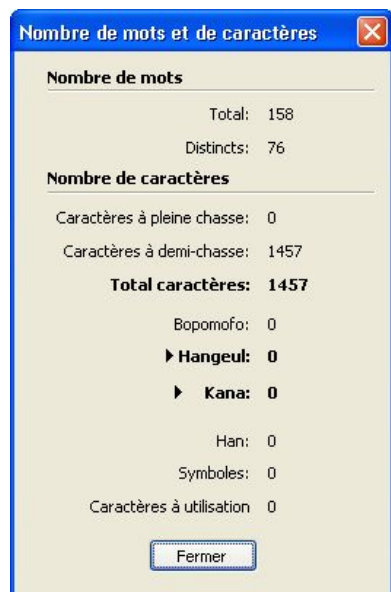 Nombre de mots et de caractères
Nombre de mots
Total: 158
Distincts: 76
Nombre de caractères
Caractères à pleine chasse: 0
Caractères à demi-chasse: 1457
Total caractères: 1457
Bopomofo: 0
Hangeul: 0
Kana: 0
Han: 0
Symboles: 0
Caractères à utilisation 0
Fermer